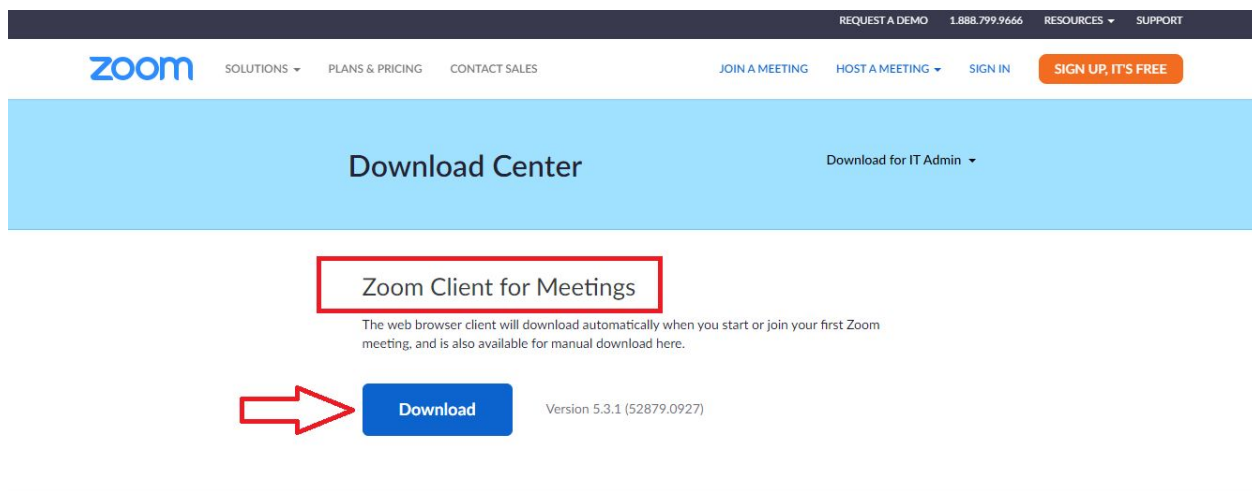 REQUEST A DEMO 1.888.799.9666 RESOURCES SUPPORT
zoom SOLUTIONS PLANS & PRICING CONTACT SALES JOIN A MEETING HOST A MEETING SIGN IN SIGN UP, IT'S FREE
Download Center Download for IT Admin
Zoom Client for Meetings
The web browser client will download automatically when you start or join your first Zoom
meeting, and is also available for manual download here.
Download Version 5.3.1 (52879.0927)